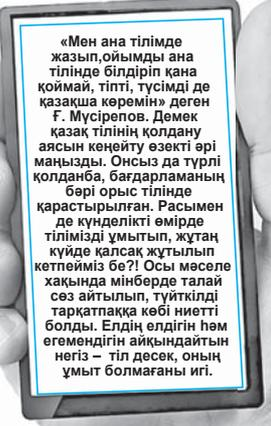 «Мен ана тілімде
жазып,ойымды ана
тілінде білдіріп қана
қоймай, тіпті, түсімді де
қазақша көремін» деген
Ғ. Мүсірепов. Демек
қазақ тілінің қолдану
аясын кеңейту өзекті әрі
маңызды. Онсыз да түрлі
қолданба, бағдарламаның
бәрі орыс тілінде
қарастырылған. Расымен
де күнделікті өмірде
тілімізді ұмытып, жұтаң
күйде қалсақ жұтылып
кетпейміз бе?! Осы мәселе
хақында мінберде талай
сөз айтылып, түйткілді
тарқатпаққа көбі ниетті
болды. Елдің елдігін һәм
егемендігін айқындайтын
негіз – тіл десек, оның
ұмыт болмағаны игі.